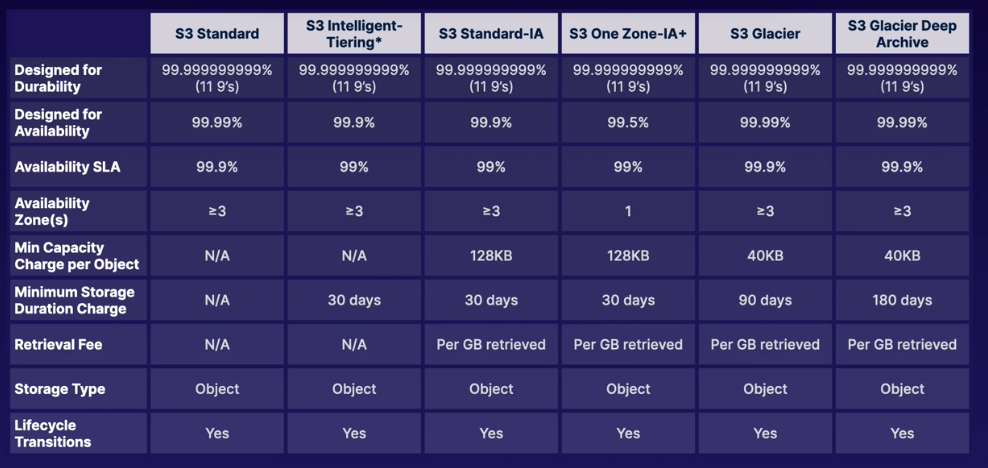 S3 Standard
S3 Intelligent-
Tiering*
S3 Standard-IA
S3 One Zone-IA+
S3 Glacier
S3 Glacier Deep
Archive
Designed for
Durability
99.999999999%
(11 9's)
99.999999999%
(11 9's)
99.999999999%
(11 9's)
99.999999999%
(11 9's)
99.999999999%
(11 9's)
99.999999999%
(11 9's)
Designed for
Availability
99.99%
99.9%
99.9%
99.5%
99.99%
99.99%
Availability SLA
99.9%
99%
99%
99%
99.9%
99.9%
Availability
Zone(s)
≥3
≥3
≥3
1
≥3
≥3
Min Capacity
Charge per Object
N/A
N/A
128KB
128KB
40KB
40KB
Minimum Storage
Duration Charge
N/A
30 days
30 days
30 days
90 days
180 days
Retrieval Fee
N/A
N/A
Per GB retrieved
Per GB retrieved
Per GB retrieved
Per GB retrieved
Storage Type
Object
Object
Object
Object
Object
Object
Lifecycle
Transitions
Yes
Yes
Yes
Yes
Yes
Yes